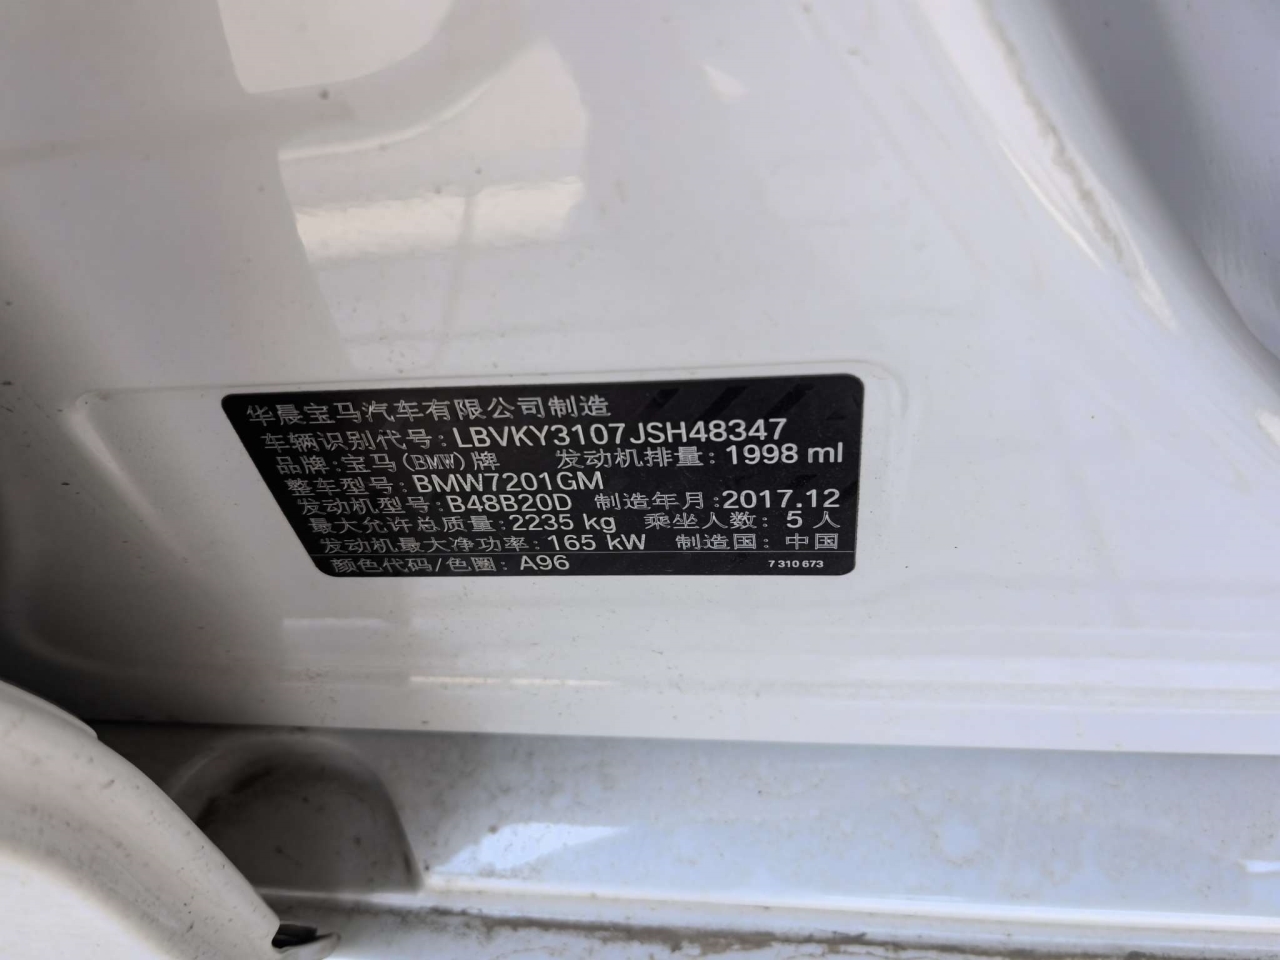 华晨宝马汽车有限公司制造
车辆识别代号: LBVKY3107JSH48347
品牌: 宝马(BMW)牌 发动机排量: 1998 ml
整车型号: BMW7201GM
发动机型号: B48B20D 制造年月: 2017.12
最大允许总质量: 2235 kg 乘坐人数: 5 人
发动机最大净功率: 165 kW 制造国: 中国
颜色代码/色圈: A96 7 310 673